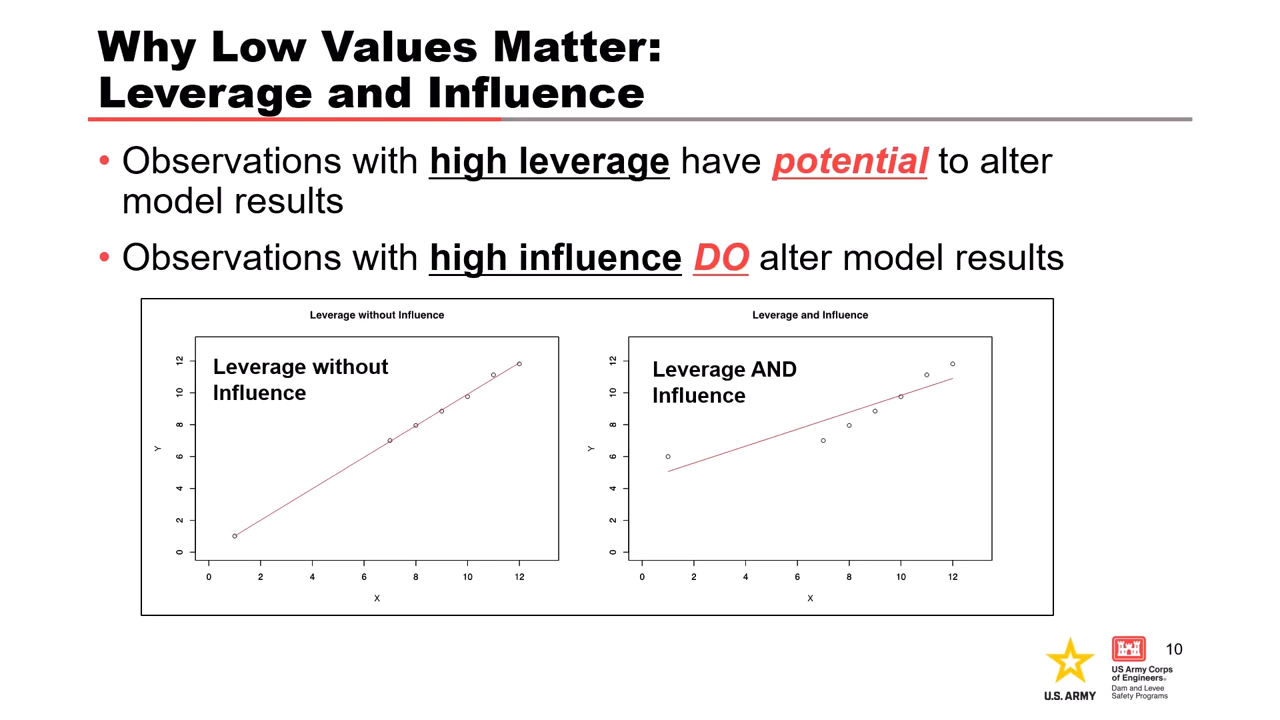 Why Low Values Matter:
Leverage and Influence
• Observations with high leverage have potential to alter
model results
• Observations with high influence DO alter model results
Leverage without Influence
Leverage without
Influence
Y
0
2
4
6
8
10
12
0 2 4 6 8 10 12
X
Leverage and Influence
Leverage AND
Influence
Y
0
2
4
6
8
10
12
0 2 4 6 8 10 12
X
U.S. ARMY
US Army Corps
of Engineers®
Dam and Levee
Safety Programs
10